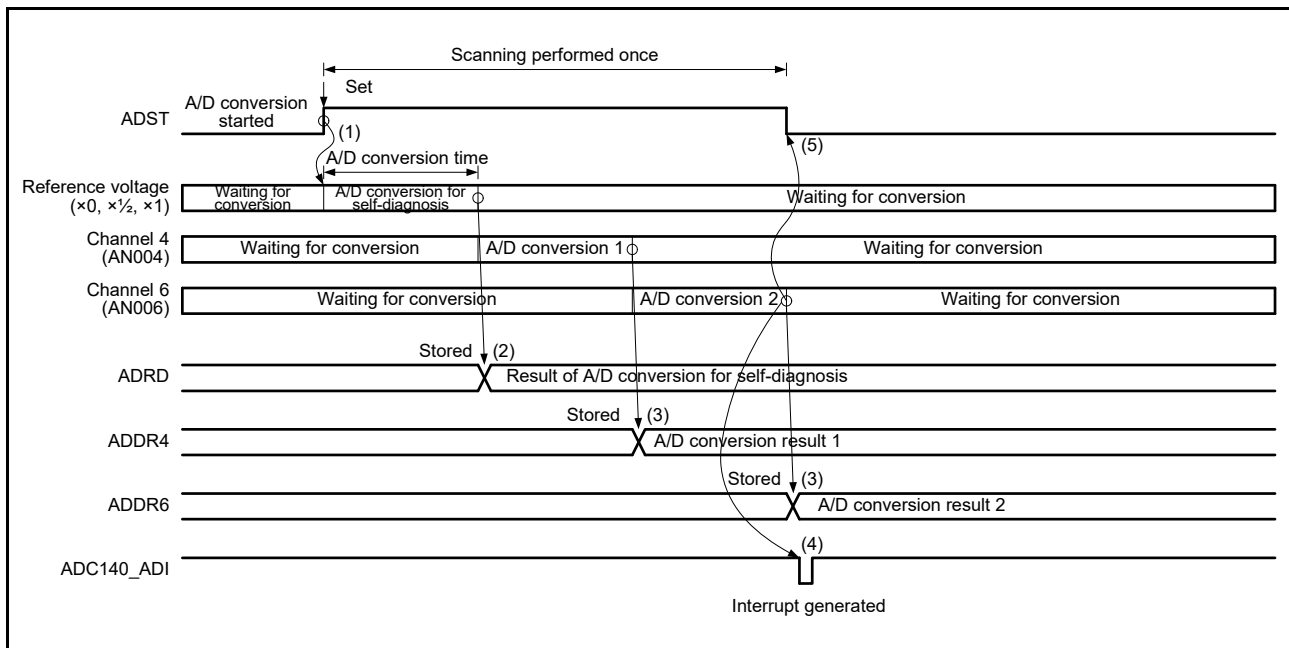 Scanning performed once
Set
A/D conversion
started
ADST
(1)
(5)
A/D conversion time
Reference voltage
(×0, ×½, ×1)
Waiting for
conversion
A/D conversion for
self-diagnosis
Waiting for conversion
Channel 4
(AN004)
Waiting for conversion
A/D conversion 1
Waiting for conversion
Channel 6
(AN006)
Waiting for conversion
A/D conversion 2
Waiting for conversion
Stored
(2)
ADRD
Result of A/D conversion for self-diagnosis
Stored
(3)
ADDR4
A/D conversion result 1
Stored
(3)
ADDR6
A/D conversion result 2
(4)
ADC140_ADI
Interrupt generated